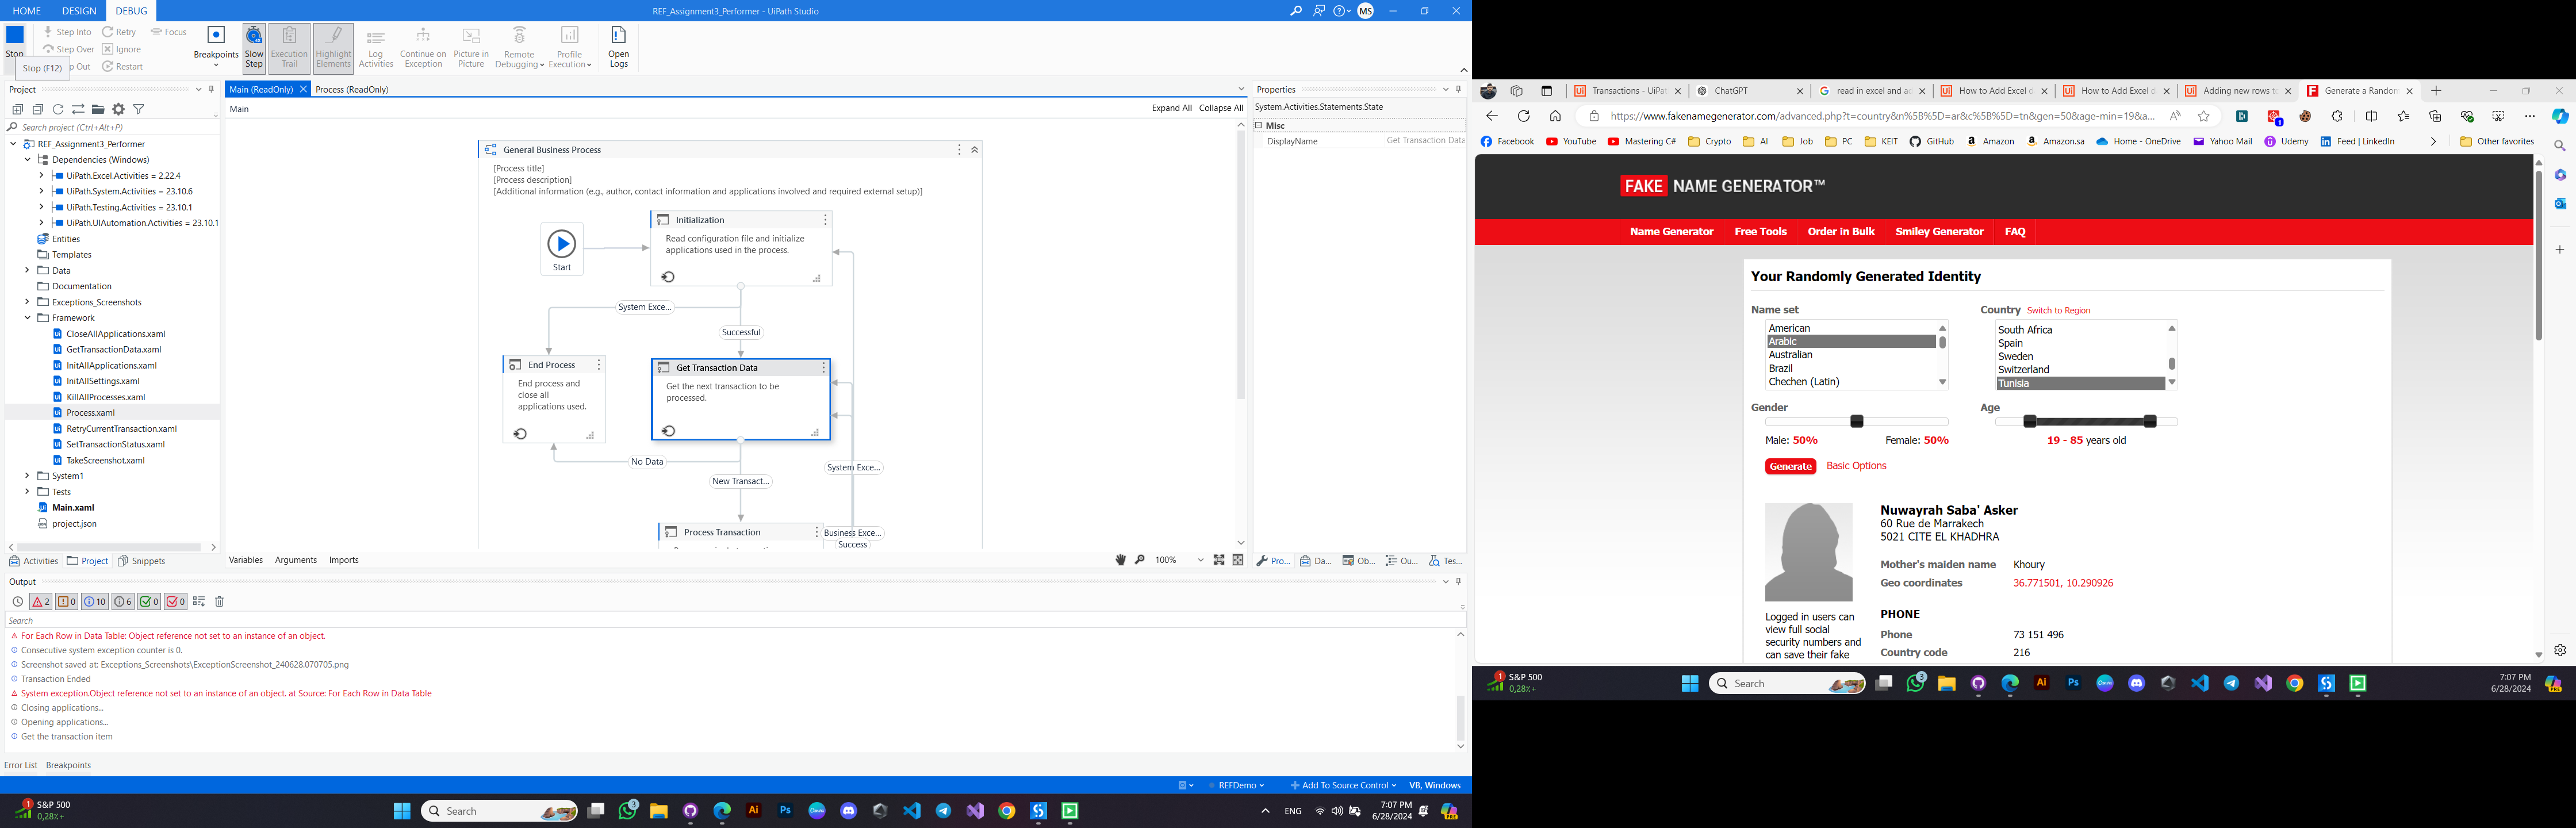 HOME DESIGN DEBUG
REF_Assignment3_Performer - UiPath Studio
MS
Stop
Step Into
Step Over
p Out
Retry
Ignore
Restart
Focus
Breakpoints
Slow Step
Execution Trail
Highlight Elements
Log Activities
Continue on Exception
Picture in Picture
Remote Debugging
Profile Execution
Open Logs
Stop (F12)
Project
Search project (Ctrl+Alt+P)
REF_Assignment3_Performer
Dependencies (Windows)
UiPath.Excel.Activities = 2.22.4
UiPath.System.Activities = 23.10.6
UiPath.Testing.Activities = 23.10.1
UiPath.UIAutomation.Activities = 23.10.1
Entities
Templates
Data
Documentation
Exceptions_Screenshots
Framework
CloseAllApplications.xaml
GetTransactionData.xaml
InitAllApplications.xaml
InitAllSettings.xaml
KillAllProcesses.xaml
Process.xaml
RetryCurrentTransaction.xaml
SetTransactionStatus.xaml
TakeScreenshot.xaml
System1
Tests
Main.xaml
project.json
Activities Project Snippets
Main (ReadOnly) Process (ReadOnly)
Main
Expand All Collapse All
General Business Process
[Process title]
[Process description]
[Additional information (e.g., author, contact information and applications involved and required external setup)]
Start
Initialization
Read configuration file and initialize
applications used in the process.
System Exce...
Successful
End Process
End process and
close all
applications used.
Get Transaction Data
Get the next transaction to be
processed.
No Data
New Transact...
System Exce...
Process Transaction
Business Exce...
Success
Variables Arguments Imports
100%
Properties
System.Activities.Statements.State
Misc
DisplayName Get Transaction Data
Pro... Da... Ob... Ou... Tes...
Output
2 0 10 6 0 0
Search
For Each Row in Data Table: Object reference not set to an instance of an object.
Consecutive system exception counter is 0.
Screenshot saved at: Exceptions_Screenshots\ExceptionScreenshot_240628.070705.png
Transaction Ended
System exception.Object reference not set to an instance of an object. at Source: For Each Row in Data Table
Closing applications...
Opening applications...
Get the transaction item
Error List Breakpoints
REFDemo
Add To Source Control
VB, Windows
1
S&P 500
0,28%+
Search
3
ENG
7:07 PM
6/28/2024
Transactions - UiPat
ChatGPT
read in excel and ad
How to Add Excel d
How to Add Excel d
Adding new rows to
Generate a Random
https://www.fakenamegenerator.com/advanced.php?t=country&n%5B%5D=ar&c%5B%5D=tn&gen=50&age-min=19&a...
Facebook YouTube Mastering C# Crypto AI Job PC KEIT GitHub Amazon Amazon.sa Home - OneDrive Yahoo Mail Udemy Feed | LinkedIn Other favorites
FAKE NAME GENERATOR™
Name Generator Free Tools Order in Bulk Smiley Generator FAQ
Your Randomly Generated Identity
Name set
American
Arabic
Australian
Brazil
Chechen (Latin)
Country Switch to Region
South Africa
Spain
Sweden
Switzerland
Tunisia
Gender
Male: 50% Female: 50%
Age
19 - 85 years old
Generate Basic Options
Nuwayrah Saba' Asker
60 Rue de Marrakech
5021 CITE EL KHADHRA
Mother's maiden name Khoury
Geo coordinates 36.771501, 10.290926
PHONE
Phone 73 151 496
Country code 216
Logged in users can
view full social
security numbers and
can save their fake
1
S&P 500
0,28%+
Search
3
7:07 PM
6/28/2024